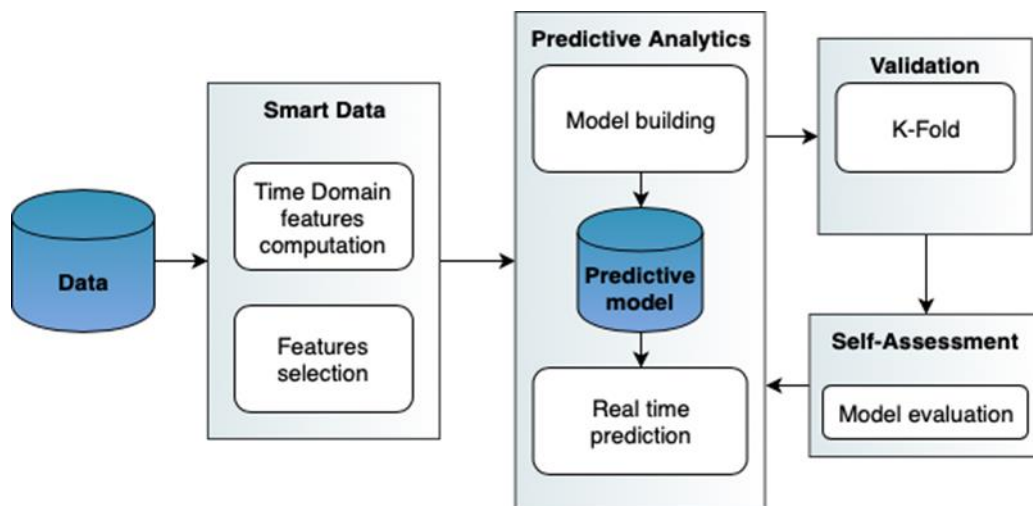 Data
Smart Data
Time Domain
features
computation
Features
selection
Predictive Analytics
Model building
Predictive
model
Real time
prediction
Validation
K-Fold
Self-Assessment
Model evaluation